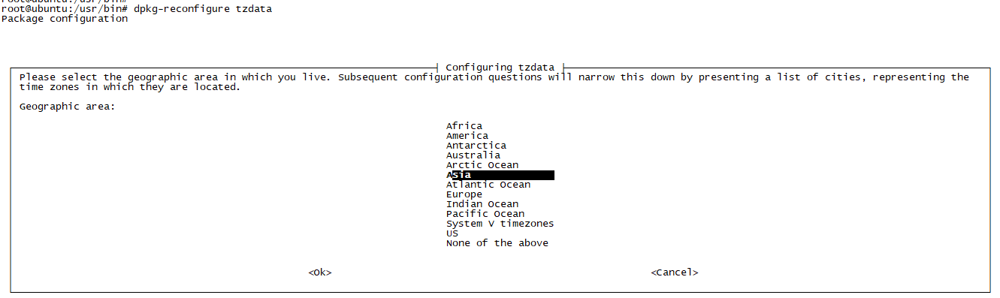 root@ubuntu:/usr/bin#
root@ubuntu:/usr/bin# dpkg-reconfigure tzdata
Package configuration
Configuring tzdata
Please select the geographic area in which you live. Subsequent configuration questions will narrow this down by presenting a list of cities, representing the
time zones in which they are located.
Geographic area:
Africa
America
Antarctica
Australia
Arctic Ocean
Asia
Atlantic Ocean
Europe
Indian Ocean
Pacific Ocean
System V timezones
US
None of the above
<Ok> <Cancel>